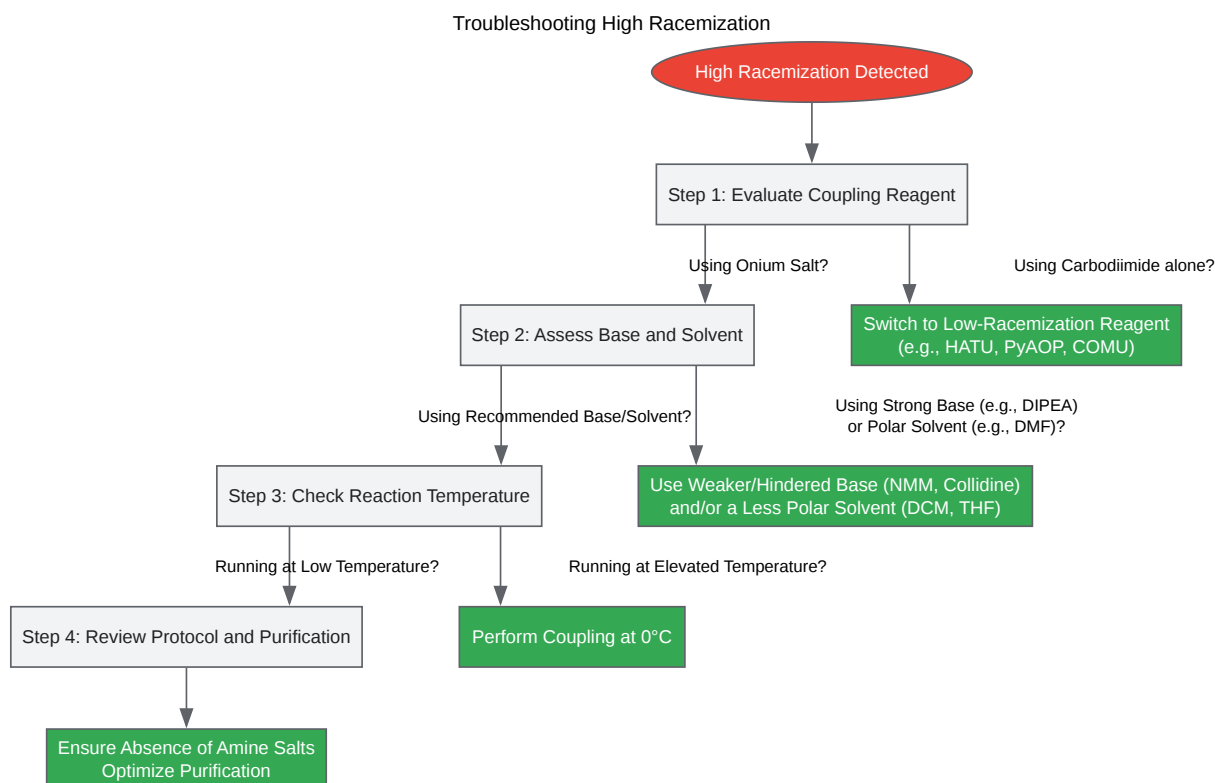 Troubleshooting High Racemization
High Racemization Detected
Step 1: Evaluate Coupling Reagent
Using Onium Salt?
Using Carbodiimide alone?
Step 2: Assess Base and Solvent
Switch to Low-Racemization Reagent
(e.g., HATU, PyAOP, COMU)
Using Recommended Base/Solvent?
Using Strong Base (e.g., DIPEA)
or Polar Solvent (e.g., DMF)?
Step 3: Check Reaction Temperature
Use Weaker/Hindered Base (NMM, Collidine)
and/or a Less Polar Solvent (DCM, THF)
Running at Low Temperature?
Running at Elevated Temperature?
Step 4: Review Protocol and Purification
Perform Coupling at 0°C
Ensure Absence of Amine Salts
Optimize Purification